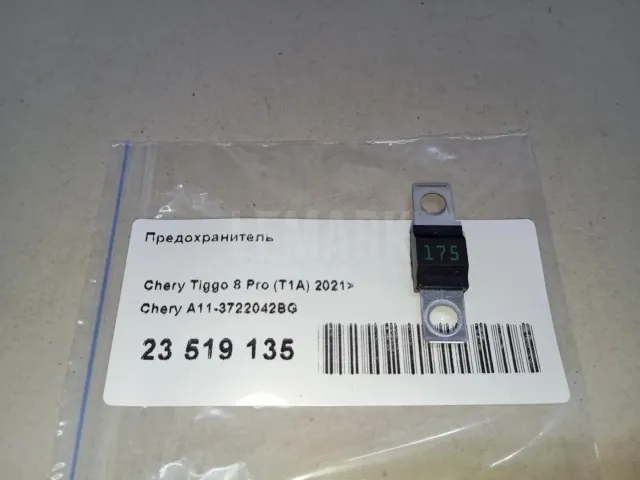 Предохранитель
175
Chery Tiggo 8 Pro (T1A) 2021>
Chery A11-3722042BG
23 519 135